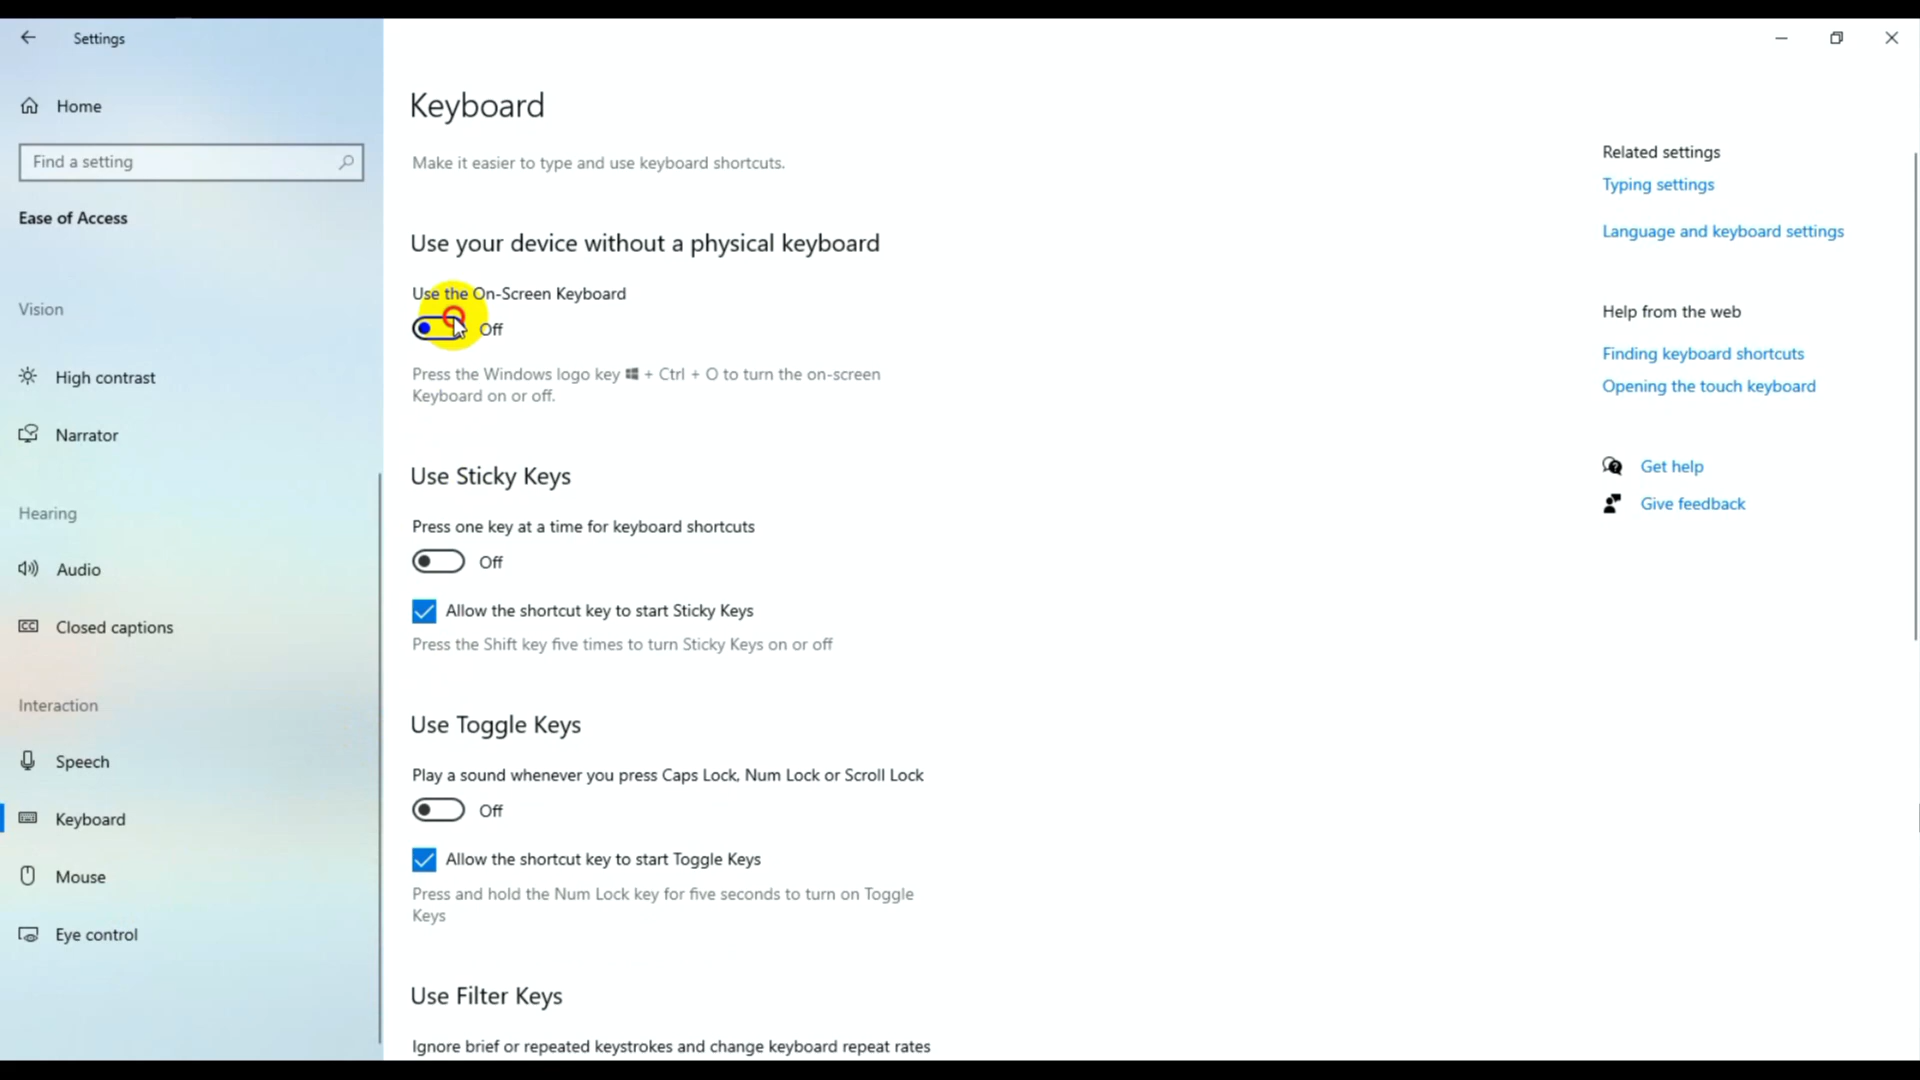 Settings
Home
Find a setting
Ease of Access
Vision
High contrast
Narrator
Hearing
Audio
CC Closed captions
Interaction
Speech
Keyboard
Mouse
Eye control
Keyboard
Make it easier to type and use keyboard shortcuts.
Use your device without a physical keyboard
Use the On-Screen Keyboard
Off
Press the Windows logo key + Ctrl + O to turn the on-screen
Keyboard on or off.
Use Sticky Keys
Press one key at a time for keyboard shortcuts
Off
Allow the shortcut key to start Sticky Keys
Press the Shift key five times to turn Sticky Keys on or off
Use Toggle Keys
Play a sound whenever you press Caps Lock, Num Lock or Scroll Lock
Off
Allow the shortcut key to start Toggle Keys
Press and hold the Num Lock key for five seconds to turn on Toggle
Keys
Use Filter Keys
Ignore brief or repeated keystrokes and change keyboard repeat rates
Related settings
Typing settings
Language and keyboard settings
Help from the web
Finding keyboard shortcuts
Opening the touch keyboard
Get help
Give feedback